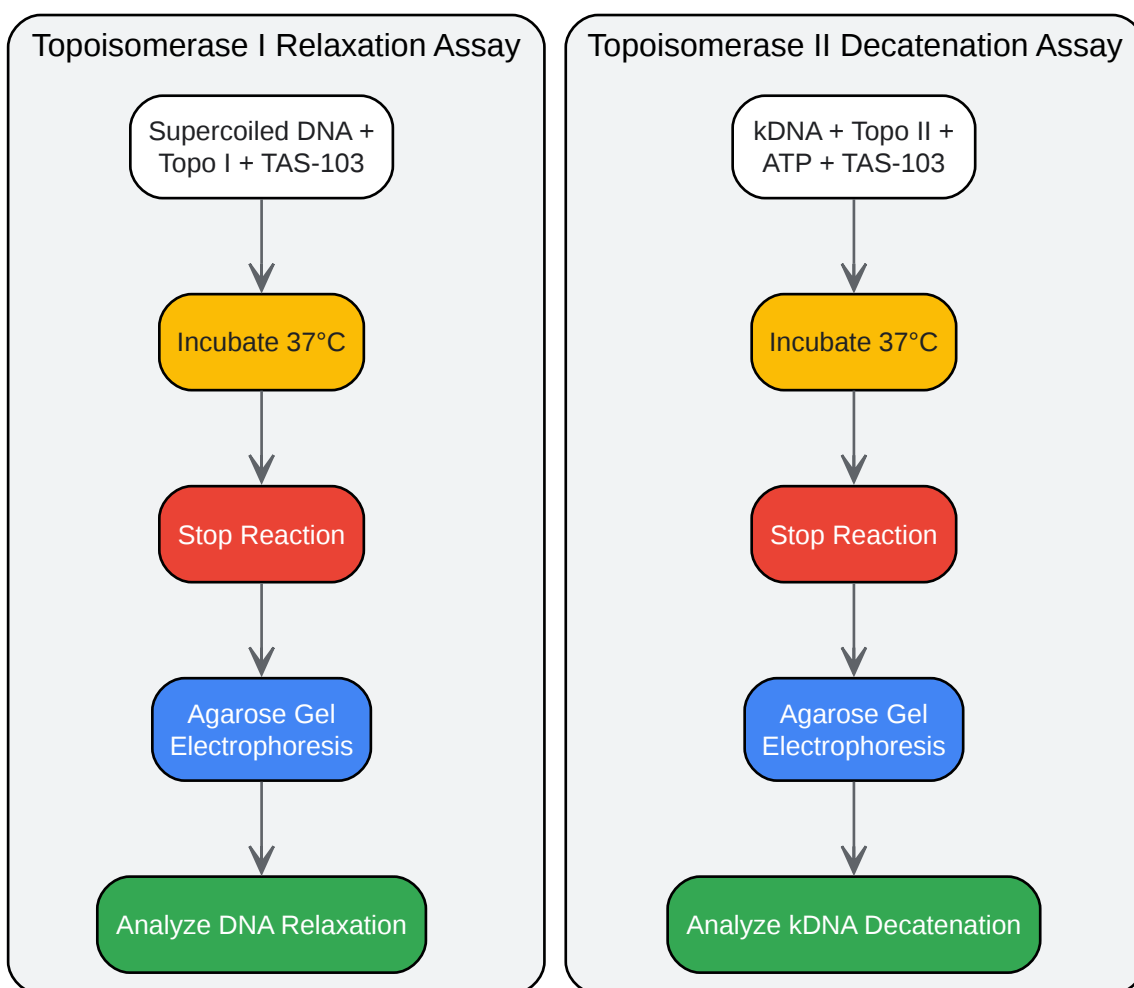 Topoisomerase I Relaxation Assay
Supercoiled DNA +
Topo I + TAS-103
Incubate 37°C
Stop Reaction
Agarose Gel
Electrophoresis
Analyze DNA Relaxation
Topoisomerase II Decatenation Assay
kDNA + Topo II +
ATP + TAS-103
Incubate 37°C
Stop Reaction
Agarose Gel
Electrophoresis
Analyze kDNA Decatenation